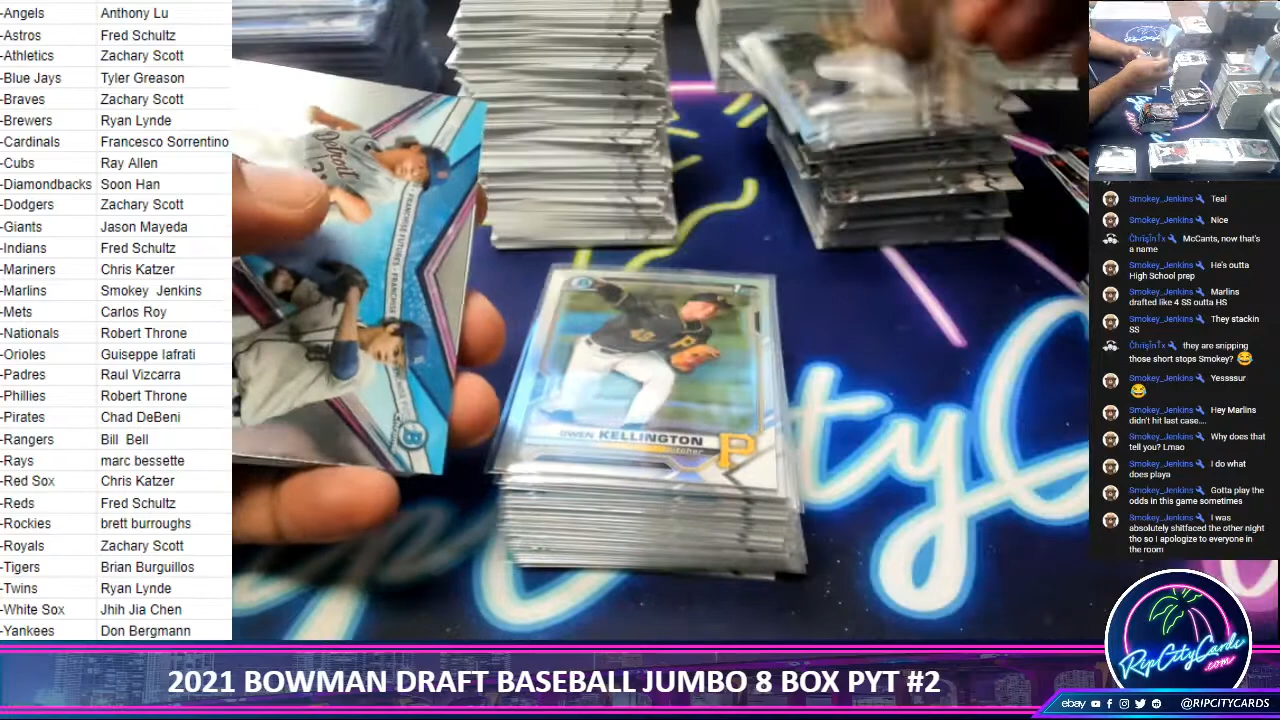 -Angels Anthony Lu
-Astros Fred Schultz
-Athletics Zachary Scott
-Blue Jays Tyler Greason
-Braves Zachary Scott
-Brewers Ryan Lynde
-Cardinals Francesco Sorrentino
-Cubs Ray Allen
-Diamondbacks Soon Han
-Dodgers Zachary Scott
-Giants Jason Mayeda
-Indians Fred Schultz
-Mariners Chris Katzer
-Marlins Smokey Jenkins
-Mets Carlos Roy
-Nationals Robert Throne
-Orioles Guiseppe Iafrati
-Padres Raul Vizcarra
-Phillies Robert Throne
-Pirates Chad DeBeni
-Rangers Bill Bell
-Rays marc bessette
-Red Sox Chris Katzer
-Reds Fred Schultz
-Rockies brett burroughs
-Royals Zachary Scott
-Tigers Brian Burguillos
-Twins Ryan Lynde
-White Sox Jhih Jia Chen
-Yankees Don Bergmann
Detroit
FRANCHISE FUTURES · FRANCHISE
B
OWEN KELLINGTON
pitcher
P
ty C
Smokey_Jenkins Teal
Smokey_Jenkins Nice
McCants, now that's
a name
Smokey_Jenkins He's outta
High School prep
Smokey_Jenkins Marlins
drafted like 4 SS outta HS
Smokey_Jenkins They stackin
SS
they are snipping
those short stops Smokey? 😂
Smokey_Jenkins Yesssssur
😂
Smokey_Jenkins Hey Marlins
didn't hit last case....
Smokey_Jenkins Why does that
tell you? Lmao
Smokey_Jenkins I do what
does playa
Smokey_Jenkins Gotta play the
odds in this game sometimes
Smokey_Jenkins I was
absolutely shitfaced the other night
tho so I apologize to everyone in
the room
RipCityCards
.com
2021 BOWMAN DRAFT BASEBALL JUMBO 8 BOX PYT #2
ebay @RIPCITYCARDS